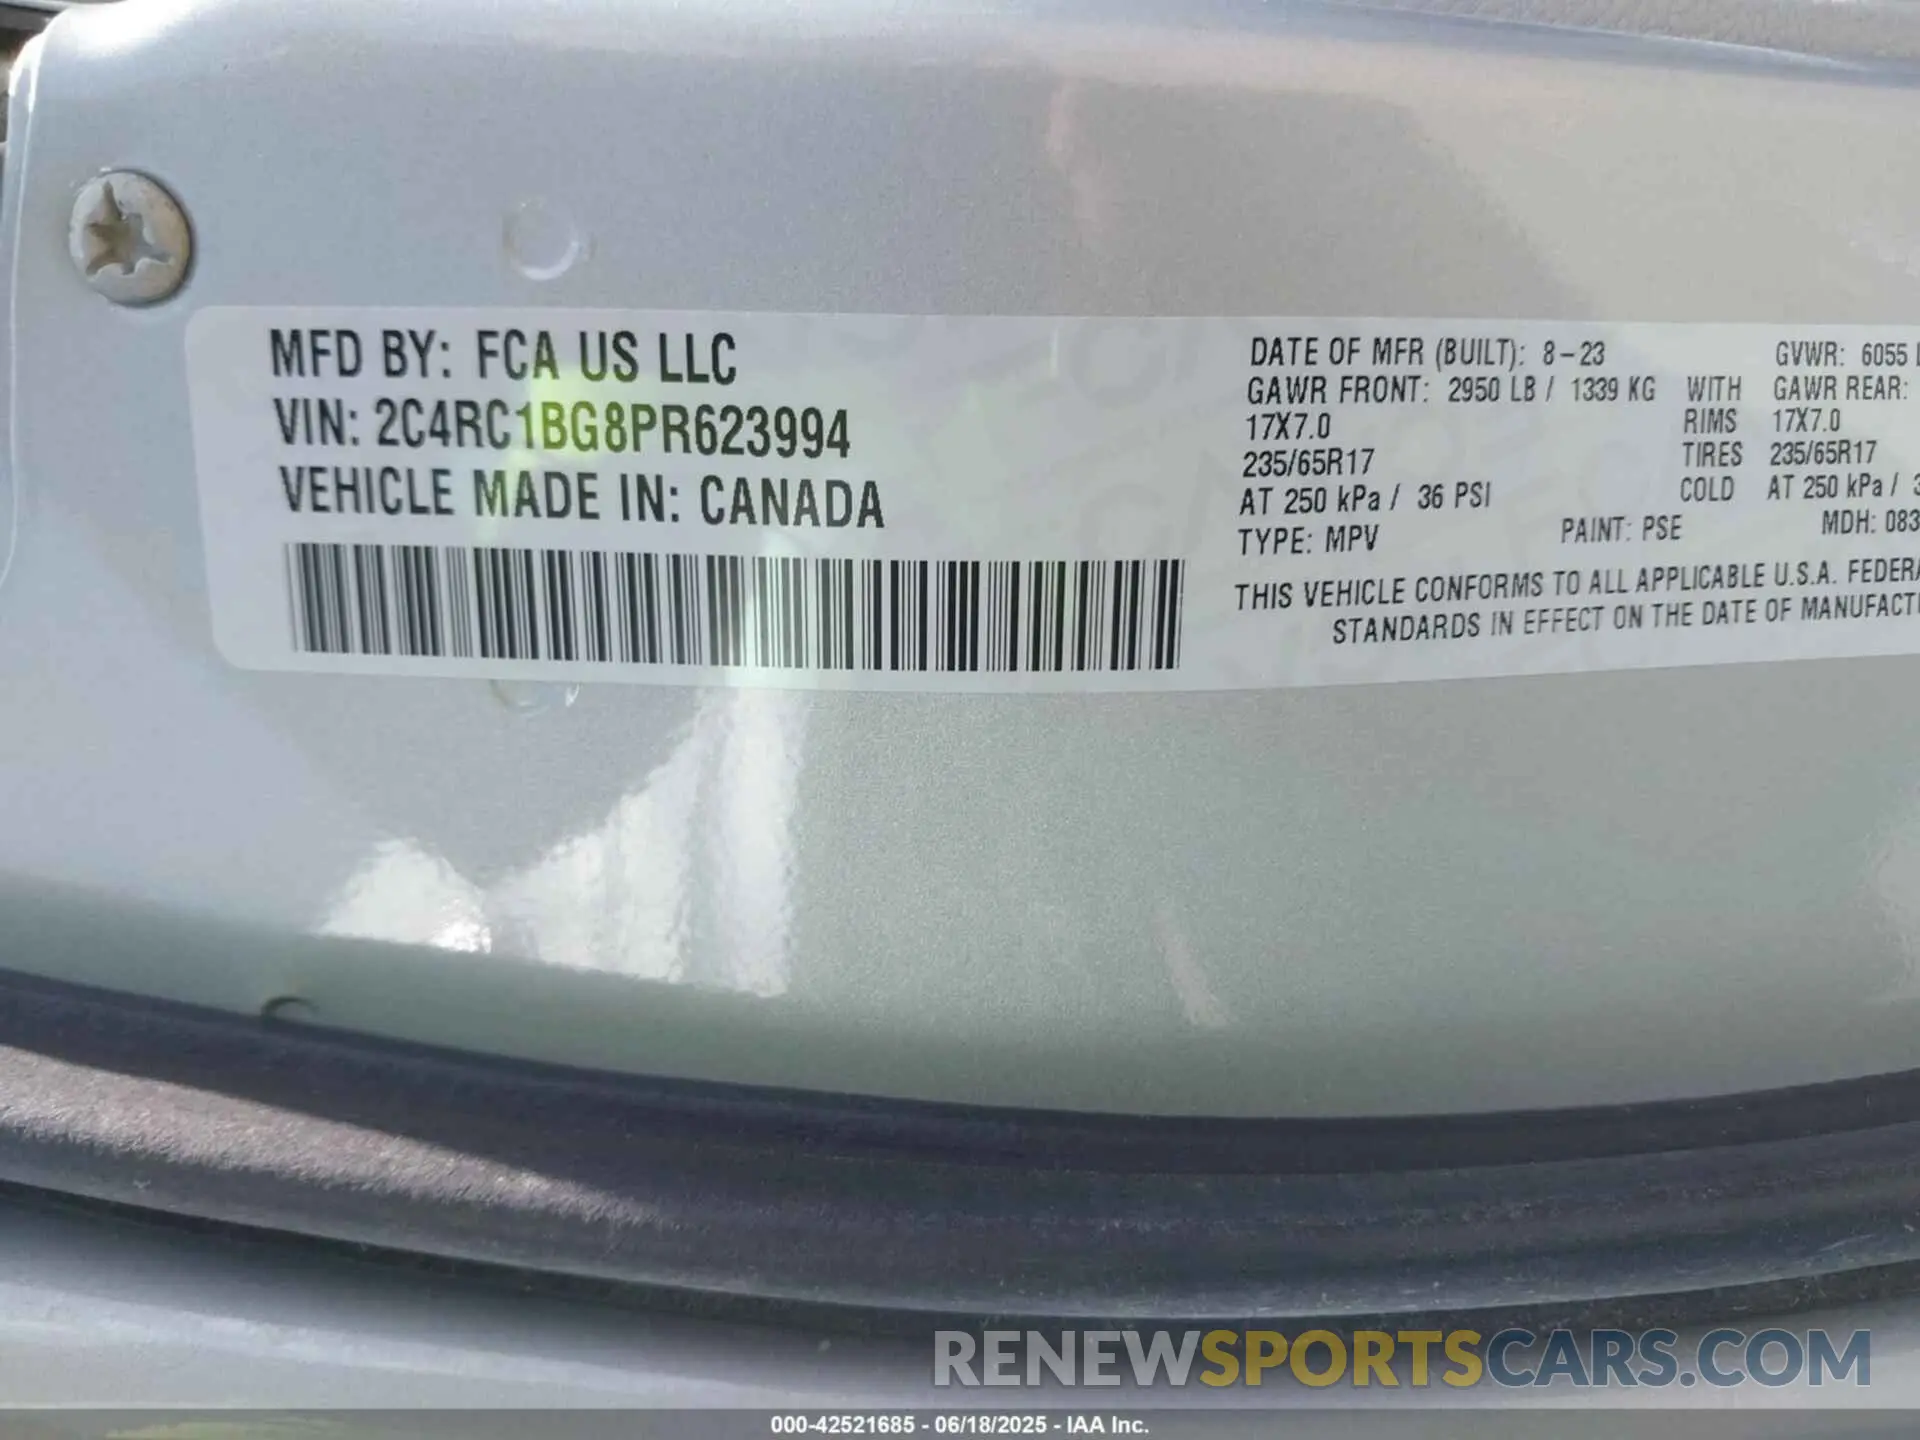 MFD BY: FCA US LLC
VIN: 2C4RC1BG8PR623994
VEHICLE MADE IN: CANADA
DATE OF MFR (BUILT): 8-23 GVWR: 6055
GAWR FRONT: 2950 LB / 1339 KG WITH GAWR REAR:
17X7.0 RIMS 17X7.0
235/65R17 TIRES 235/65R17
AT 250 kPa / 36 PSI COLD AT 250 kPa /
TYPE: MPV PAINT: PSE MDH: 083
THIS VEHICLE CONFORMS TO ALL APPLICABLE U.S.A. FEDERA
STANDARDS IN EFFECT ON THE DATE OF MANUFACT
RENEWSPORTSCARS.COM
000-42521685 - 06/18/2025 - IAA Inc.